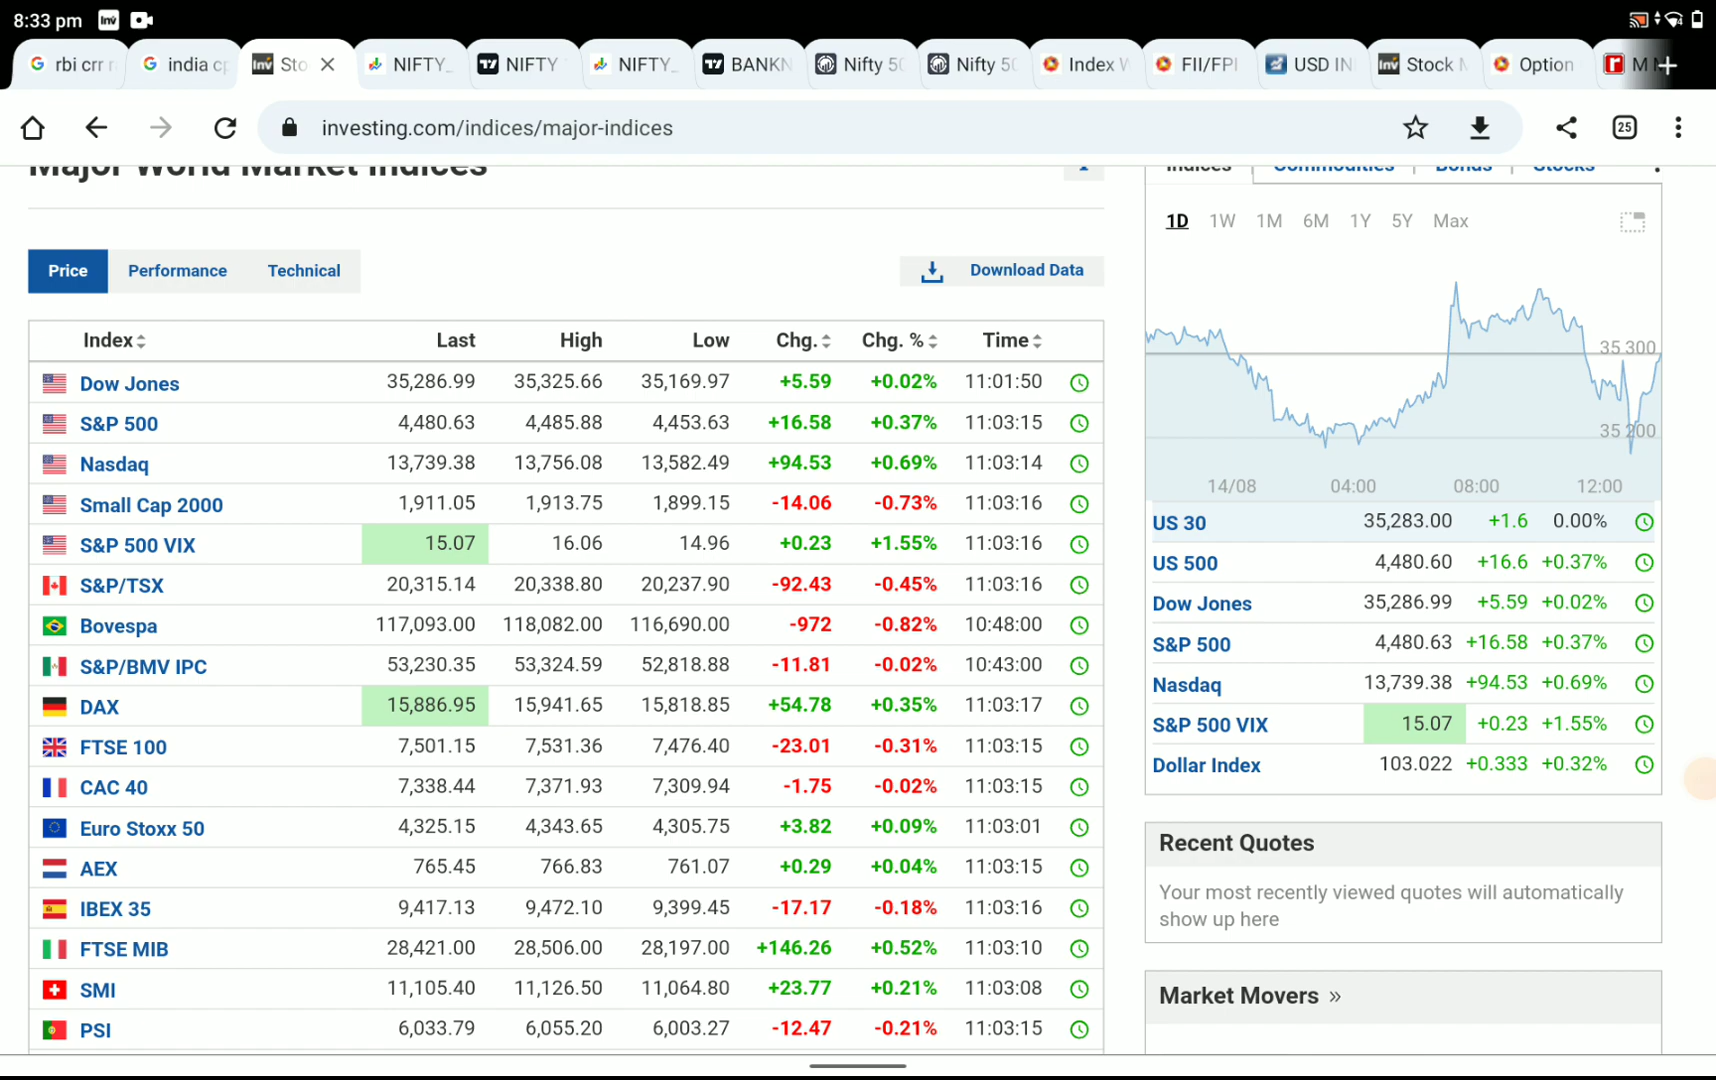 8:33 pm
rbi crr
india cp
Sto
NIFTY_
NIFTY
NIFTY_
BANKN
Nifty 50
Nifty 50
Index
FII/FPI
USD IN
Stock
Option
investing.com/indices/major-indices
25
Major World Market Indices
Indices Commodities Bonds Stocks
Price Performance Technical
Download Data
Index Last High Low Chg. Chg. % Time
Dow Jones 35,286.99 35,325.66 35,169.97 +5.59 +0.02% 11:01:50
S&P 500 4,480.63 4,485.88 4,453.63 +16.58 +0.37% 11:03:15
Nasdaq 13,739.38 13,756.08 13,582.49 +94.53 +0.69% 11:03:14
Small Cap 2000 1,911.05 1,913.75 1,899.15 -14.06 -0.73% 11:03:16
S&P 500 VIX 15.07 16.06 14.96 +0.23 +1.55% 11:03:16
S&P/TSX 20,315.14 20,338.80 20,237.90 -92.43 -0.45% 11:03:16
Bovespa 117,093.00 118,082.00 116,690.00 -972 -0.82% 10:48:00
S&P/BMV IPC 53,230.35 53,324.59 52,818.88 -11.81 -0.02% 10:43:00
DAX 15,886.95 15,941.65 15,818.85 +54.78 +0.35% 11:03:17
FTSE 100 7,501.15 7,531.36 7,476.40 -23.01 -0.31% 11:03:15
CAC 40 7,338.44 7,371.93 7,309.94 -1.75 -0.02% 11:03:15
Euro Stoxx 50 4,325.15 4,343.65 4,305.75 +3.82 +0.09% 11:03:01
AEX 765.45 766.83 761.07 +0.29 +0.04% 11:03:15
IBEX 35 9,417.13 9,472.10 9,399.45 -17.17 -0.18% 11:03:16
FTSE MIB 28,421.00 28,506.00 28,197.00 +146.26 +0.52% 11:03:10
SMI 11,105.40 11,126.50 11,064.80 +23.77 +0.21% 11:03:08
PSI 6,033.79 6,055.20 6,003.27 -12.47 -0.21% 11:03:15
1D 1W 1M 6M 1Y 5Y Max
35 300
35 200
14/08 04:00 08:00 12:00
US 30 35,283.00 +1.6 0.00%
US 500 4,480.60 +16.6 +0.37%
Dow Jones 35,286.99 +5.59 +0.02%
S&P 500 4,480.63 +16.58 +0.37%
Nasdaq 13,739.38 +94.53 +0.69%
S&P 500 VIX 15.07 +0.23 +1.55%
Dollar Index 103.022 +0.333 +0.32%
Recent Quotes
Your most recently viewed quotes will automatically
show up here
Market Movers »